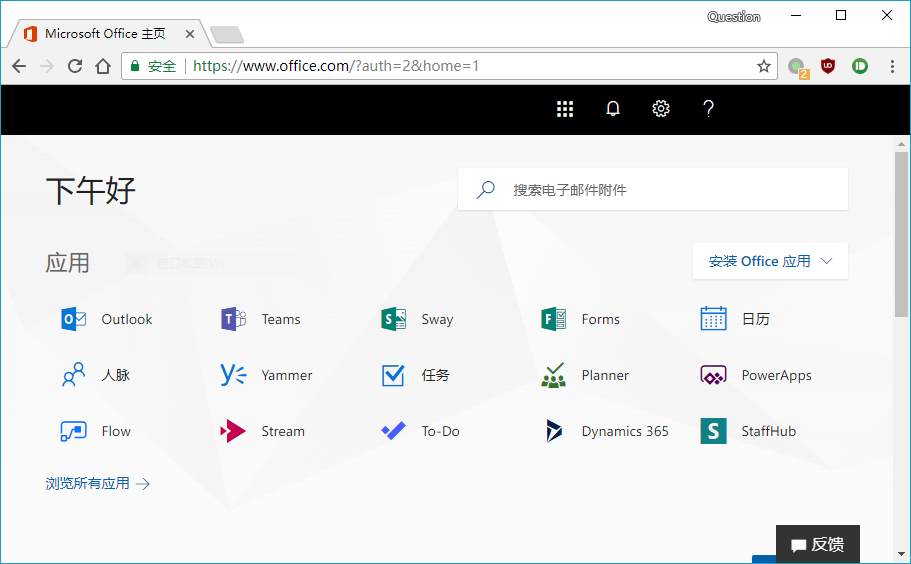 Question
Microsoft Office 主页
安全 https://www.office.com/?auth=2&home=1
2
下午好
搜索电子邮件附件
应用
安装 Office 应用
Outlook Teams Sway Forms 日历
人脉 Yammer 任务 Planner PowerApps
Flow Stream To-Do Dynamics 365 StaffHub
浏览所有应用
反馈